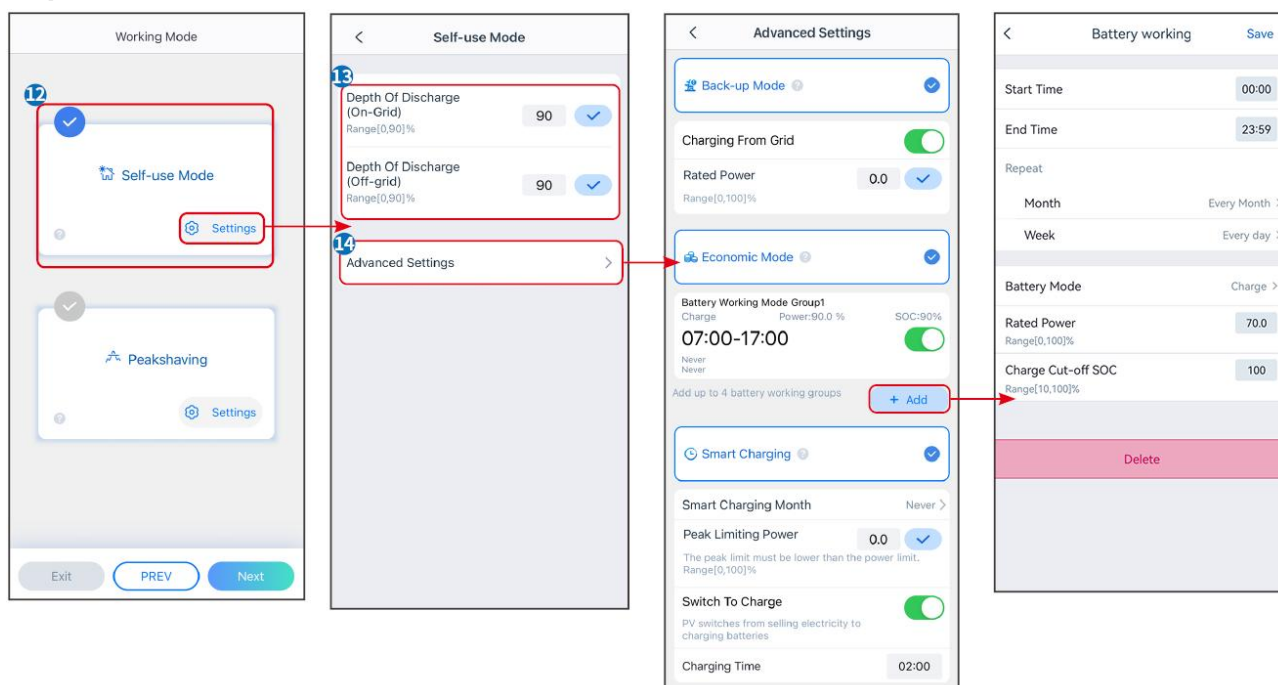 Working Mode
12
Self-use Mode
Settings
Peakshaving
Settings
Exit
PREV
Next
Self-use Mode
13
Depth Of Discharge
(On-Grid)
Range[0,90]%
90
Depth Of Discharge
(Off-grid)
Range[0,90]%
90
14
Advanced Settings
Advanced Settings
Back-up Mode ?
Charging From Grid
Rated Power
0.0
Range[0,100]%
Economic Mode ?
Battery Working Mode Group1
Charge Power:90.0 % SOC:90%
07:00-17:00
Never
Never
Add up to 4 battery working groups
+ Add
Smart Charging ?
Smart Charging Month Never
Peak Limiting Power
0.0
The peak limit must be lower than the power limit.
Range[0,100]%
Switch To Charge
PV switches from selling electricity to
charging batteries
Charging Time 02:00
Battery working Save
Start Time 00:00
End Time 23:59
Repeat
Month Every Month
Week Every day
Battery Mode Charge
Rated Power 70.0
Range[0,100]%
Charge Cut-off SOC 100
Range[10,100]%
Delete